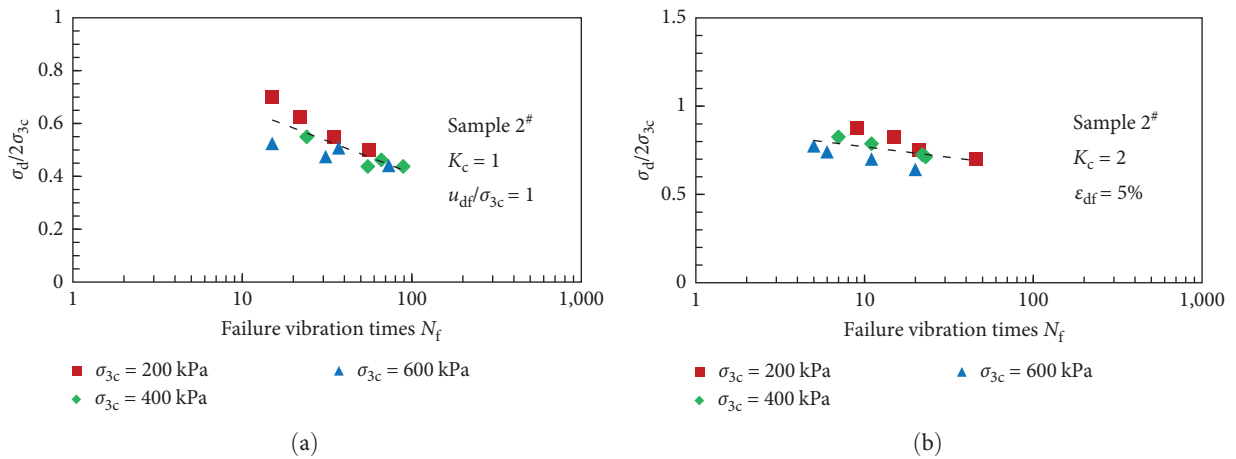 1
0.8
0.6
0.4
0.2
0
σd/2σ3c
1
10
100
1,000
Failure vibration times Nf
Sample 2#
Kc = 1
udf/σ3c = 1
σ3c = 200 kPa
σ3c = 400 kPa
σ3c = 600 kPa
(a)
1.5
1
0.5
0
σd/2σ3c
1
10
100
1,000
Failure vibration times Nf
Sample 2#
Kc = 2
εdf = 5%
σ3c = 200 kPa
σ3c = 400 kPa
σ3c = 600 kPa
(b)